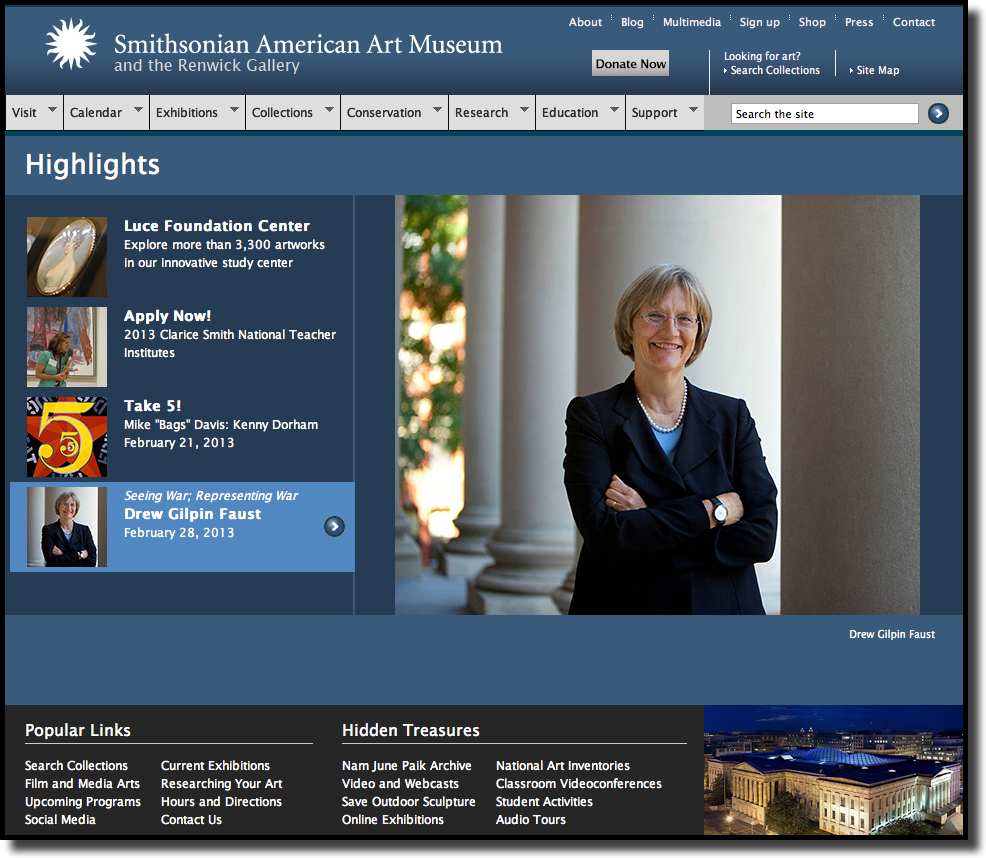 About
Blog
Multimedia
Sign up
Shop
Press
Contact
Smithsonian American Art Museum
and the Renwick Gallery
Donate Now
Looking for art?
Search Collections
Site Map
Visit
Calendar
Exhibitions
Collections
Conservation
Research
Education
Support
Search the site
Highlights
Luce Foundation Center
Explore more than 3,300 artworks
in our innovative study center
Apply Now!
2013 Clarice Smith National Teacher
Institutes
5
5
Take 5!
Mike "Bags" Davis: Kenny Dorham
February 21, 2013
Seeing War; Representing War
Drew Gilpin Faust
February 28, 2013
Drew Gilpin Faust
Popular Links
Search Collections
Film and Media Arts
Upcoming Programs
Social Media
Current Exhibitions
Researching Your Art
Hours and Directions
Contact Us
Hidden Treasures
Nam June Paik Archive
Video and Webcasts
Save Outdoor Sculpture
Online Exhibitions
National Art Inventories
Classroom Videoconferences
Student Activities
Audio Tours